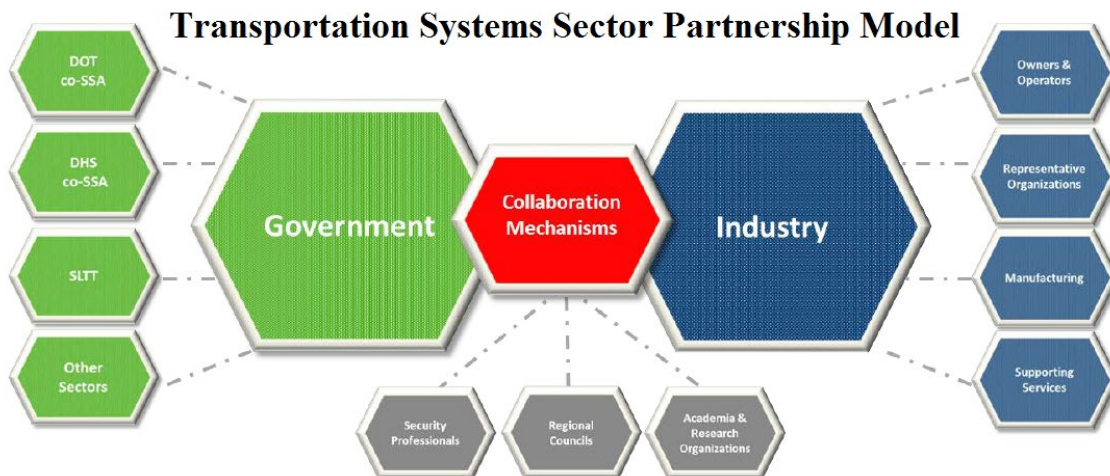 Transportation Systems Sector Partnership Model
DOT
co-SSA
DHS
co-SSA
SLTT
Other
Sectors
Government
Collaboration
Mechanisms
Industry
Owners &
Operators
Representative
Organizations
Manufacturing
Supporting
Services
Security
Professionals
Regional
Councils
Academia &
Research
Organizations